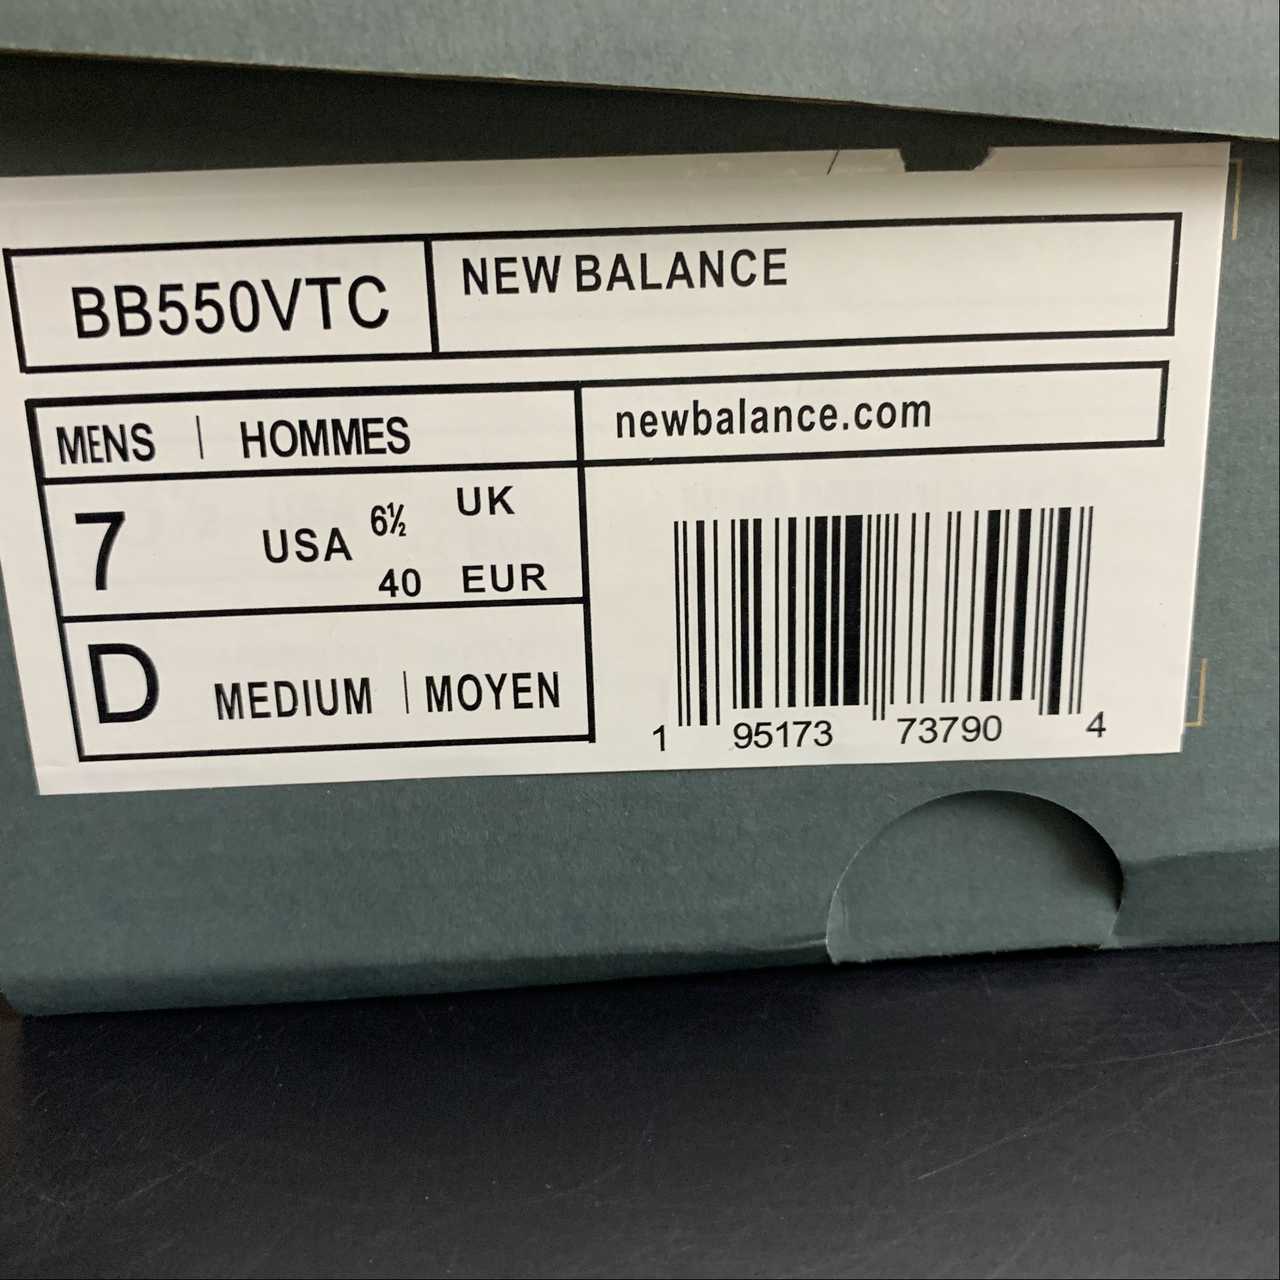 BB550VTC
NEW BALANCE
MENS | HOMMES
newbalance.com
7 USA 6½ UK
40 EUR
D MEDIUM | MOYEN
1 95173 73790 4